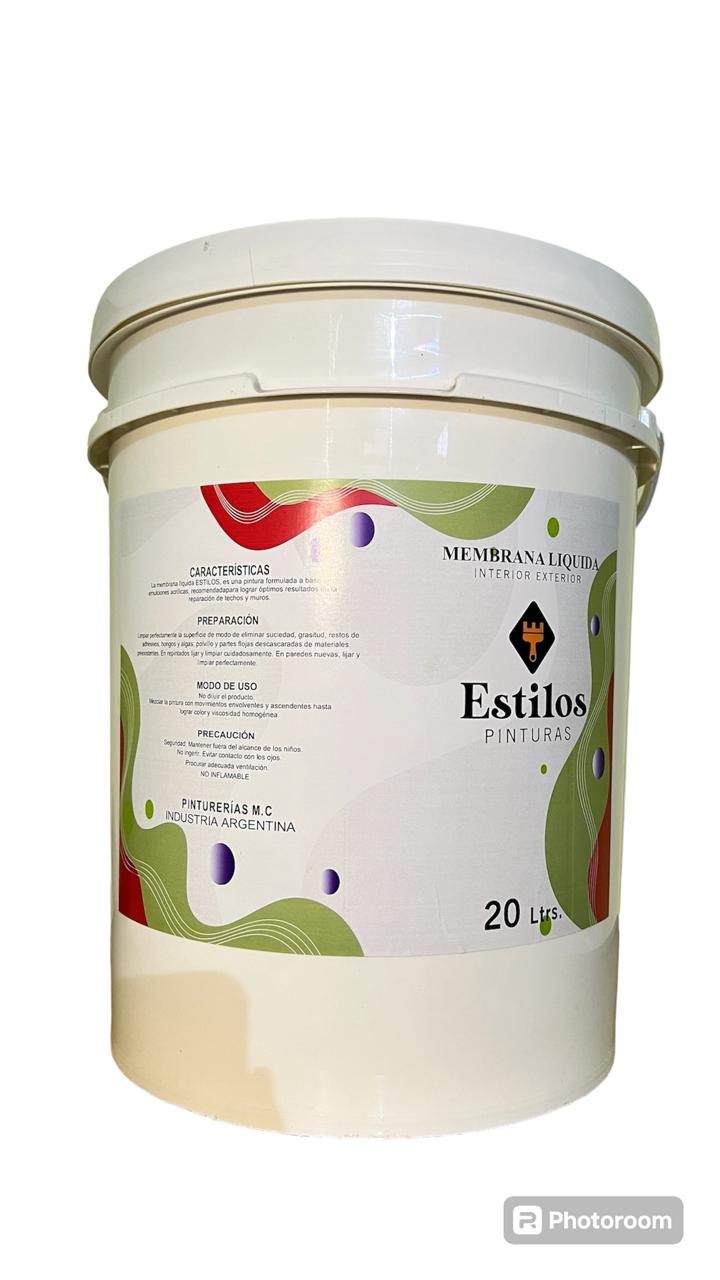 CARACTERÍSTICAS
La membrana líquida ESTILOS, es una pintura formulada a base
emulsiones acrílicas, recomendadapara lograr óptimos resultados la
reparación de techos y muros.
PREPARACIÓN
Limpiar perfectamente la superficie de modo de eliminar suciedad, grasitud, restos de
adhesivos, hongos y algas, polvillo y partes flojas descascaradas de materiales
preexistentes. En repintados lijar y limpiar cuidadosamente. En paredes nuevas, lijar y
limpiar perfectamente.
MODO DE USO
No diluir el producto.
Mezclar la pintura con movimientos envolventes y ascendentes hasta
lograr color y viscosidad homogénea.
PRECAUCIÓN
Seguridad: Mantener fuera del alcance de los niños.
No ingerir. Evitar contacto con los ojos.
Procurar adecuada ventilación.
NO INFLAMABLE
PINTURERÍAS M.C
INDUSTRIA ARGENTINA
MEMBRANA LIQUIDA
INTERIOR EXTERIOR
Estilos
PINTURAS
20 Ltrs.
Photoroom